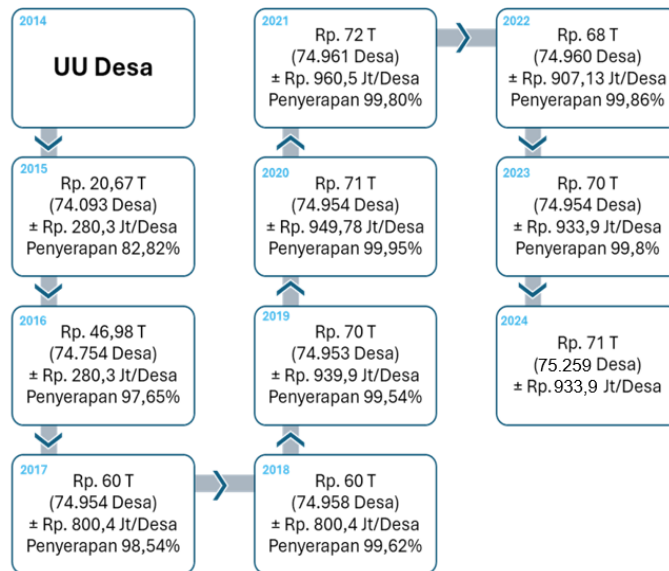 2014
UU Desa
2015
Rp. 20,67 T
(74.093 Desa)
± Rp. 280,3 Jt/Desa
Penyerapan 82,82%
2016
Rp. 46,98 T
(74.754 Desa)
± Rp. 280,3 Jt/Desa
Penyerapan 97,65%
2017
Rp. 60 T
(74.954 Desa)
± Rp. 800,4 Jt/Desa
Penyerapan 98,54%
2018
Rp. 60 T
(74.958 Desa)
± Rp. 800,4 Jt/Desa
Penyerapan 99,62%
2019
Rp. 70 T
(74.953 Desa)
± Rp. 939,9 Jt/Desa
Penyerapan 99,54%
2020
Rp. 71 T
(74.954 Desa)
± Rp. 949,78 Jt/Desa
Penyerapan 99,95%
2021
Rp. 72 T
(74.961 Desa)
± Rp. 960,5 Jt/Desa
Penyerapan 99,80%
2022
Rp. 68 T
(74.960 Desa)
± Rp. 907,13 Jt/Desa
Penyerapan 99,86%
2023
Rp. 70 T
(74.954 Desa)
± Rp. 933,9 Jt/Desa
Penyerapan 99,8%
2024
Rp. 71 T
(75.259 Desa)
± Rp. 933,9 Jt/Desa